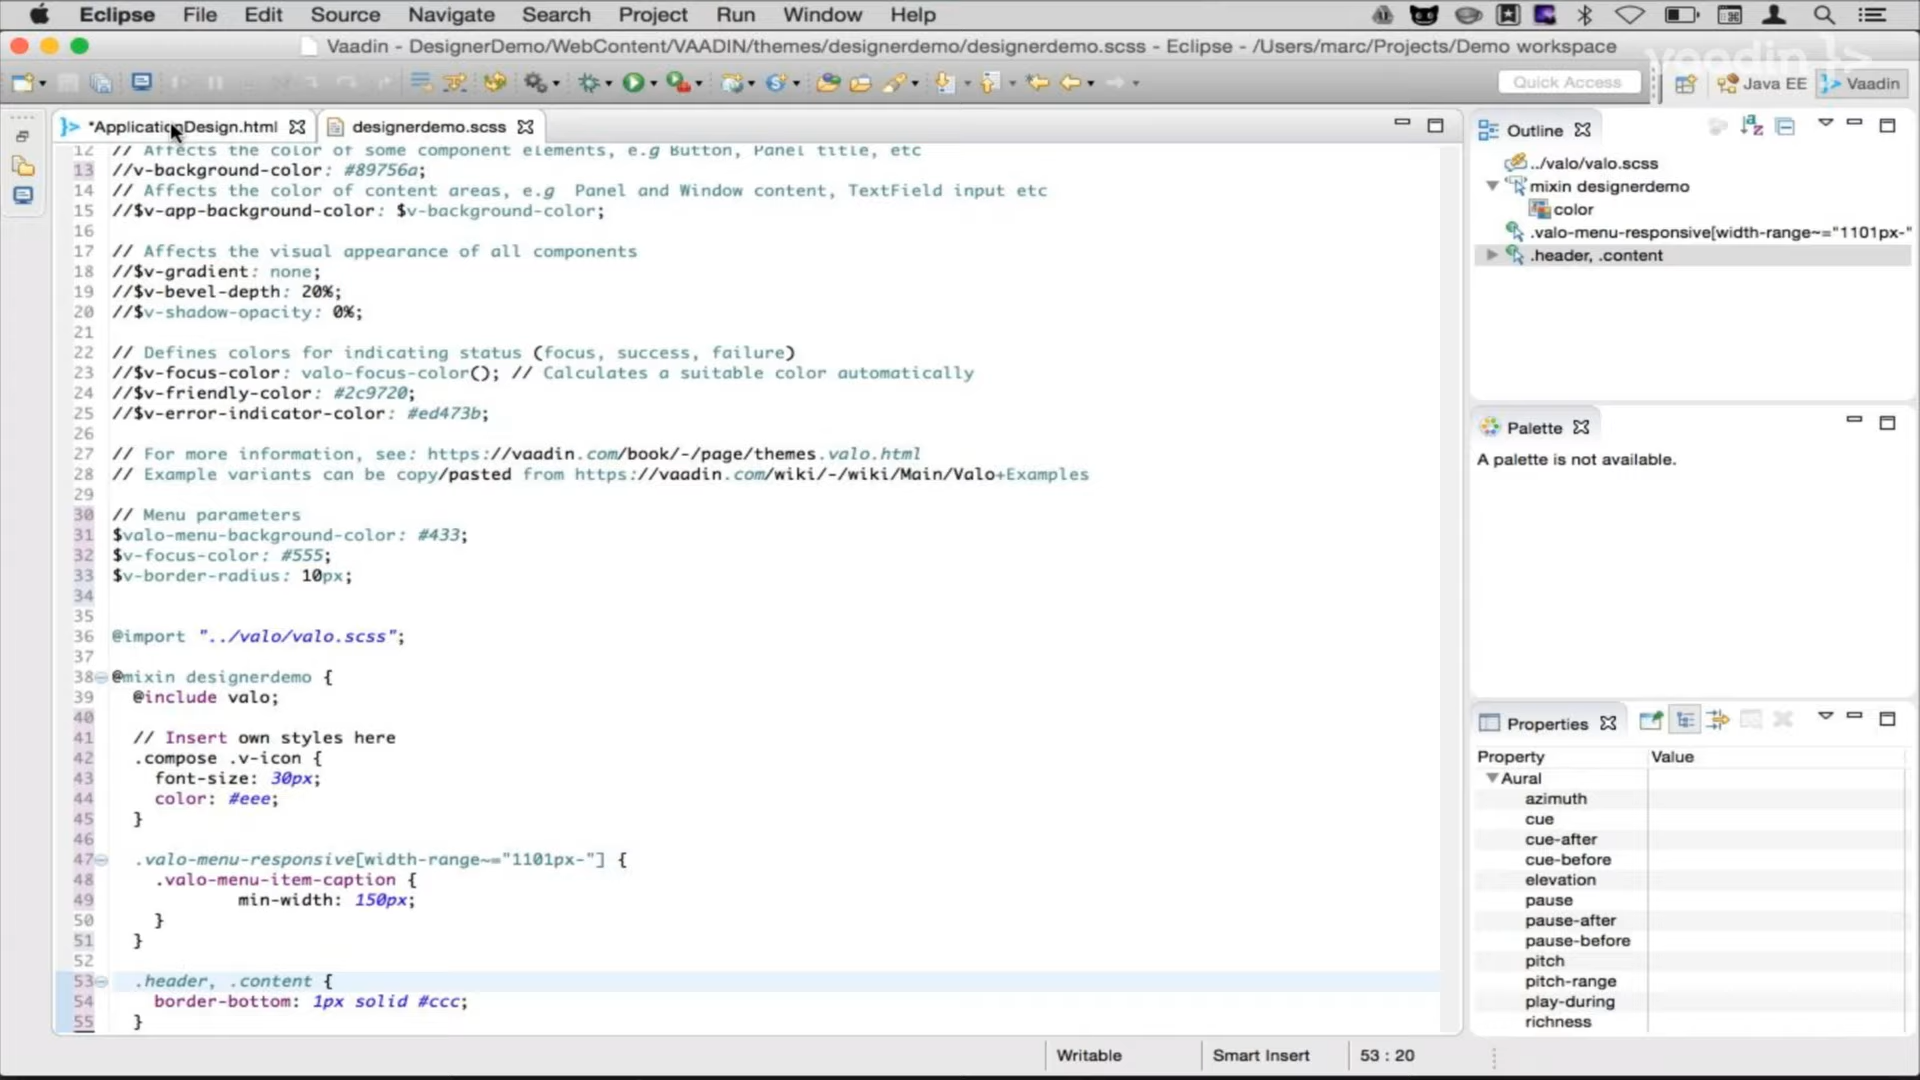 Eclipse File Edit Source Navigate Search Project Run Window Help
Vaadin - DesignerDemo/WebContent/VAADIN/themes/designerdemo/designerdemo.scss - Eclipse - /Users/marc/Projects/Demo workspace
vaadin }>
Quick Access
Java EE
Vaadin
*ApplicationDesign.html
designerdemo.scss
12 // Affects the color of some component elements, e.g Button, Panel title, etc
13 //v-background-color: #89756a;
14 // Affects the color of content areas, e.g  Panel and Window content, TextField input etc
15 //$v-app-background-color: $v-background-color;
16
17 // Affects the visual appearance of all components
18 //$v-gradient: none;
19 //$v-bevel-depth: 20%;
20 //$v-shadow-opacity: 0%;
21
22 // Defines colors for indicating status (focus, success, failure)
23 //$v-focus-color: valo-focus-color(); // Calculates a suitable color automatically
24 //$v-friendly-color: #2c9720;
25 //$v-error-indicator-color: #ed473b;
26
27 // For more information, see: https://vaadin.com/book/-/page/themes.valo.html
28 // Example variants can be copy/pasted from https://vaadin.com/wiki/-/wiki/Main/Valo+Examples
29
30 // Menu parameters
31 $valo-menu-background-color: #433;
32 $v-focus-color: #555;
33 $v-border-radius: 10px;
34
35
36 @import "../valo/valo.scss";
37
38 @mixin designerdemo {
39   @include valo;
40
41   // Insert own styles here
42   .compose .v-icon {
43     font-size: 30px;
44     color: #eee;
45   }
46
47   .valo-menu-responsive[width-range~="1101px-"] {
48     .valo-menu-item-caption {
49             min-width: 150px;
50     }
51   }
52
53   .header, .content {
54     border-bottom: 1px solid #ccc;
55   }
Outline
../valo/valo.scss
mixin designerdemo
color
.valo-menu-responsive[width-range~="1101px-"
.header, .content
Palette
A palette is not available.
Properties
Property Value
Aural
azimuth
cue
cue-after
cue-before
elevation
pause
pause-after
pause-before
pitch
pitch-range
play-during
richness
Writable Smart Insert 53 : 20